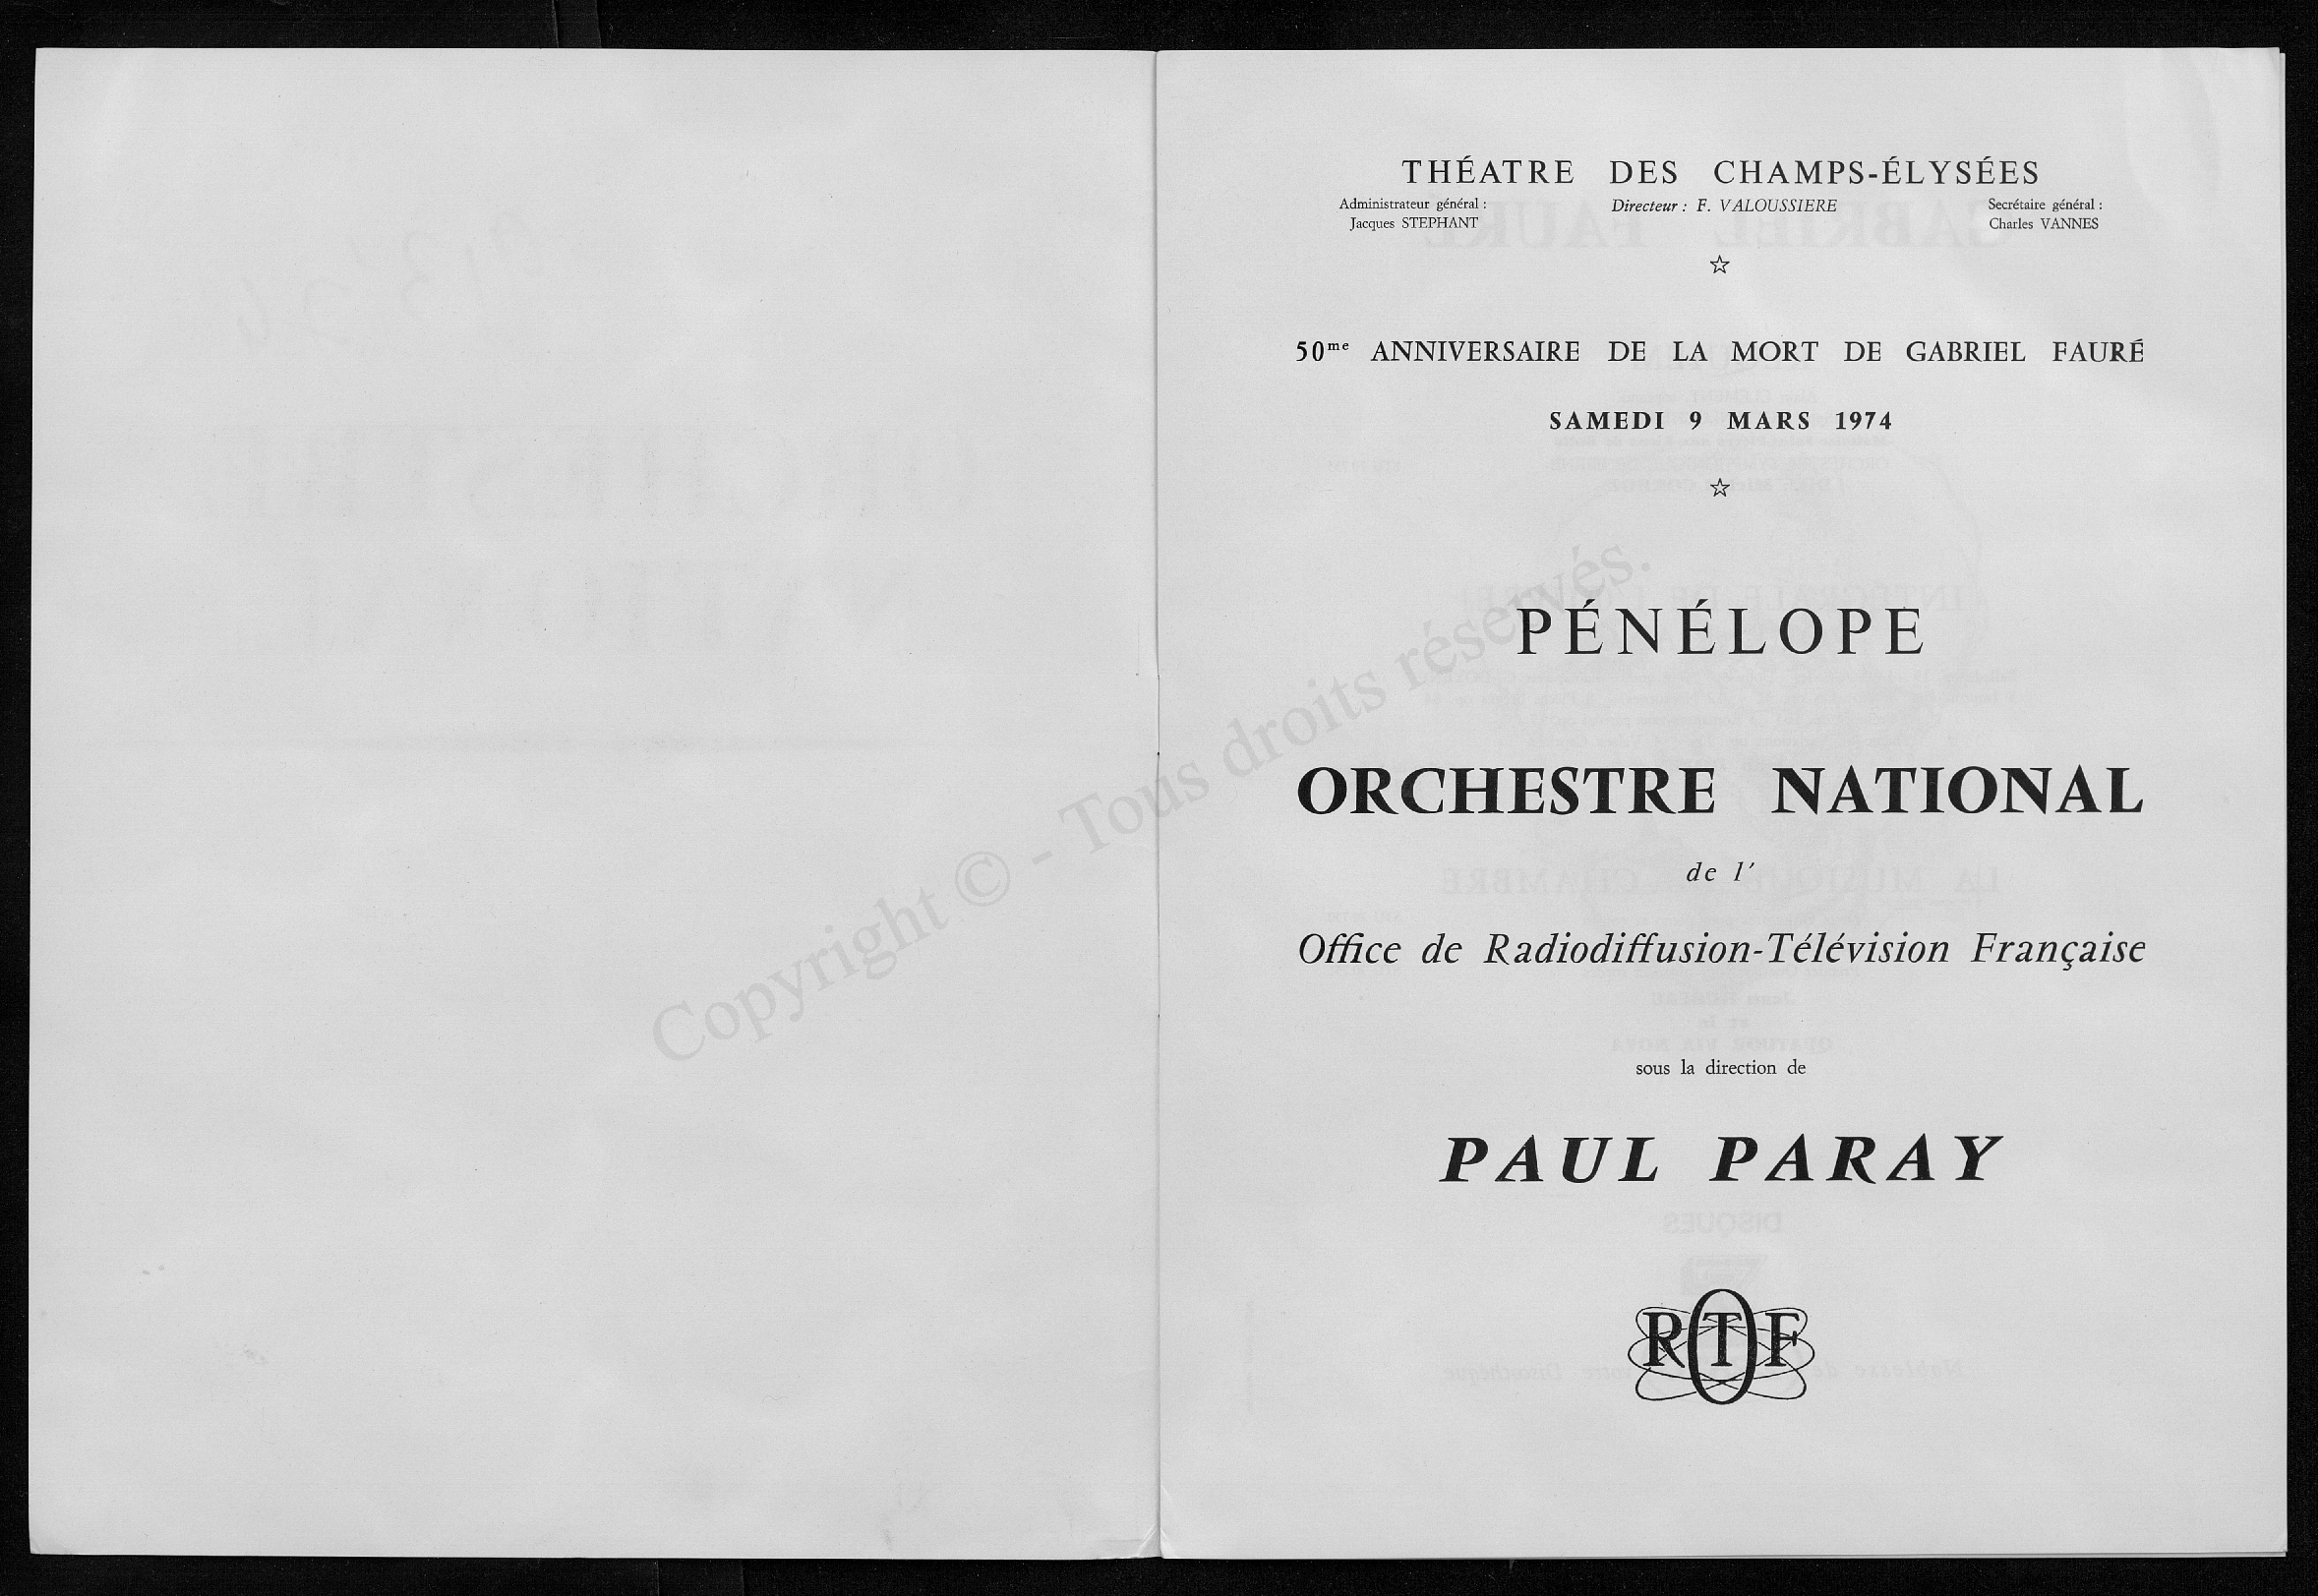 THÉATRE DES CHAMPS-ÉLYSÉES
Administrateur général :
Jacques STEPHANT
Directeur : F. VALOUSSIERE
Secrétaire général :
Charles VANNES
50me ANNIVERSAIRE DE LA MORT DE GABRIEL FAURÉ
SAMEDI 9 MARS 1974
PÉNÉLOPE
ORCHESTRE NATIONAL
de l'
Office de Radiodiffusion-Télévision Française
sous la direction de
PAUL PARAY
ORTF
Copyright © - Tous droits réservés.